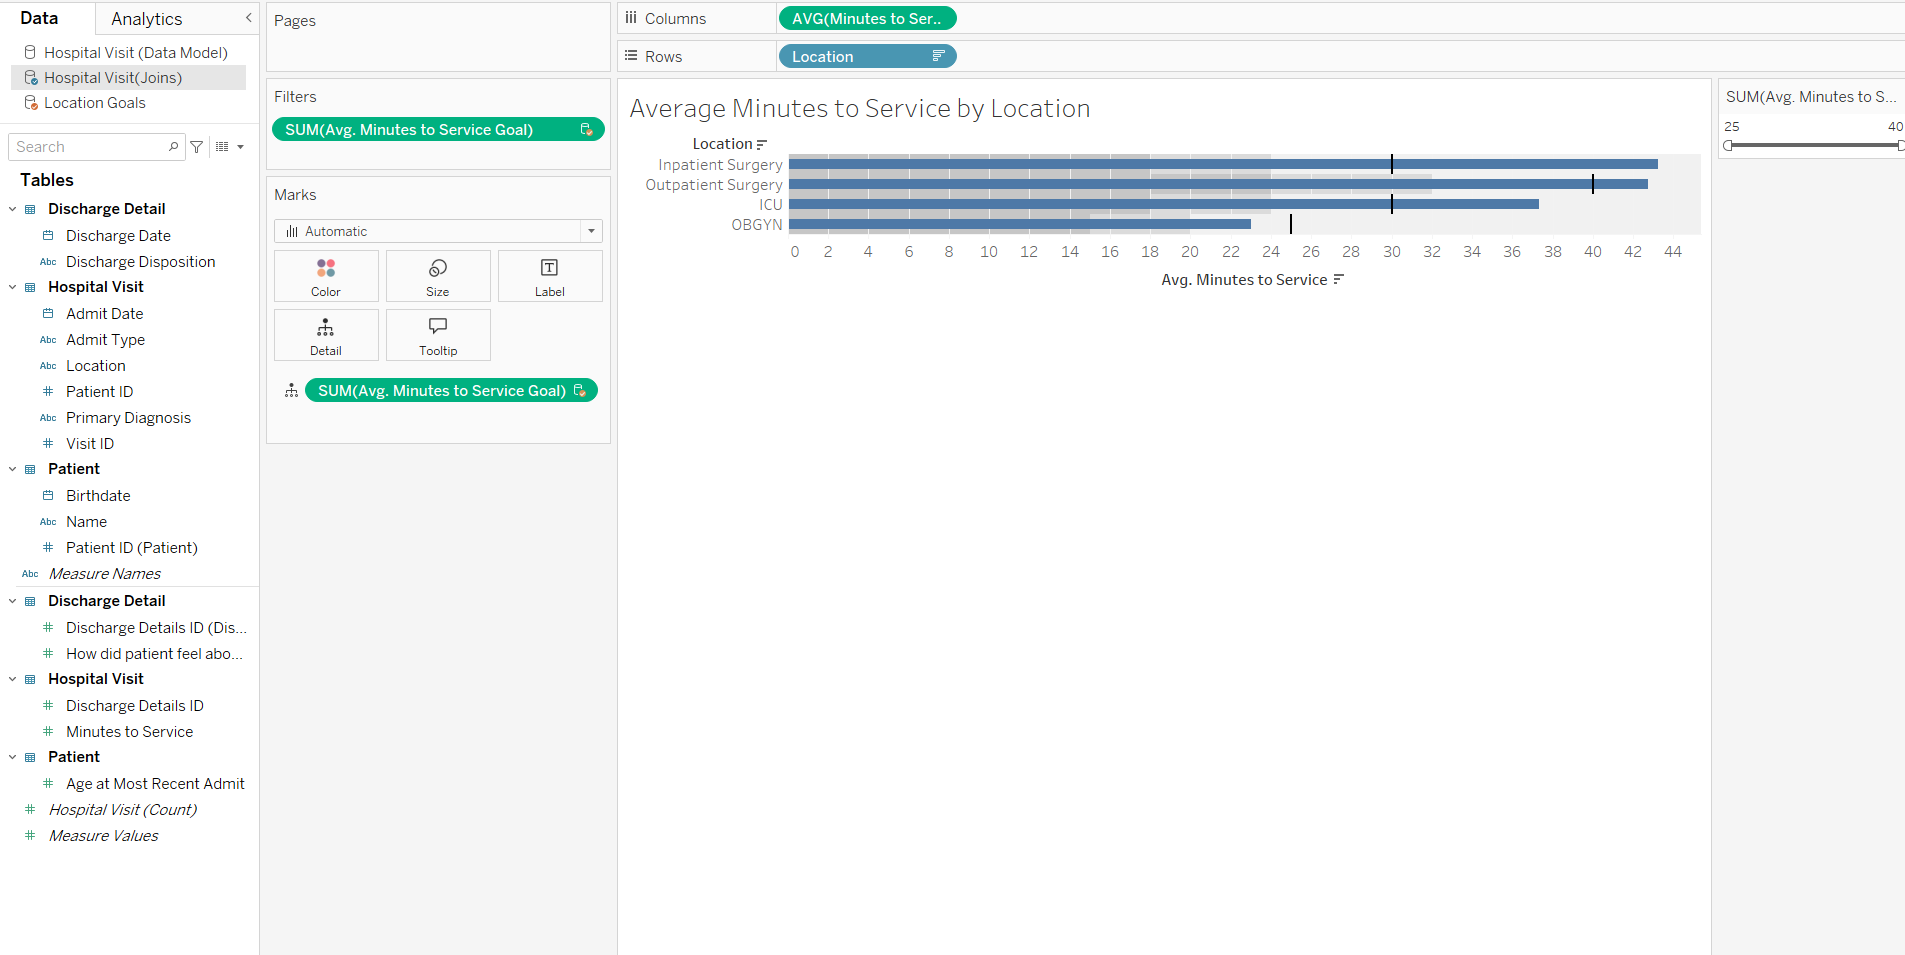 Data
Analytics
Hospital Visit (Data Model)
Hospital Visit(Joins)
Location Goals
Search
Tables
Discharge Detail
Discharge Date
Abc Discharge Disposition
Hospital Visit
Admit Date
Abc Admit Type
Abc Location
# Patient ID
Abc Primary Diagnosis
# Visit ID
Patient
Birthdate
Abc Name
# Patient ID (Patient)
Abc Measure Names
Discharge Detail
# Discharge Details ID (Dis...
# How did patient feel abo...
Hospital Visit
# Discharge Details ID
# Minutes to Service
Patient
# Age at Most Recent Admit
# Hospital Visit (Count)
# Measure Values
Pages
Filters
SUM(Avg. Minutes to Service Goal)
Marks
Automatic
Color
Size
T
Label
Detail
Tooltip
SUM(Avg. Minutes to Service Goal)
Columns
AVG(Minutes to Ser..
Rows
Location
Average Minutes to Service by Location
Location
Inpatient Surgery
Outpatient Surgery
ICU
OBGYN
0 2 4 6 8 10 12 14 16 18 20 22 24 26 28 30 32 34 36 38 40 42 44
Avg. Minutes to Service
SUM(Avg. Minutes to S...
25 40